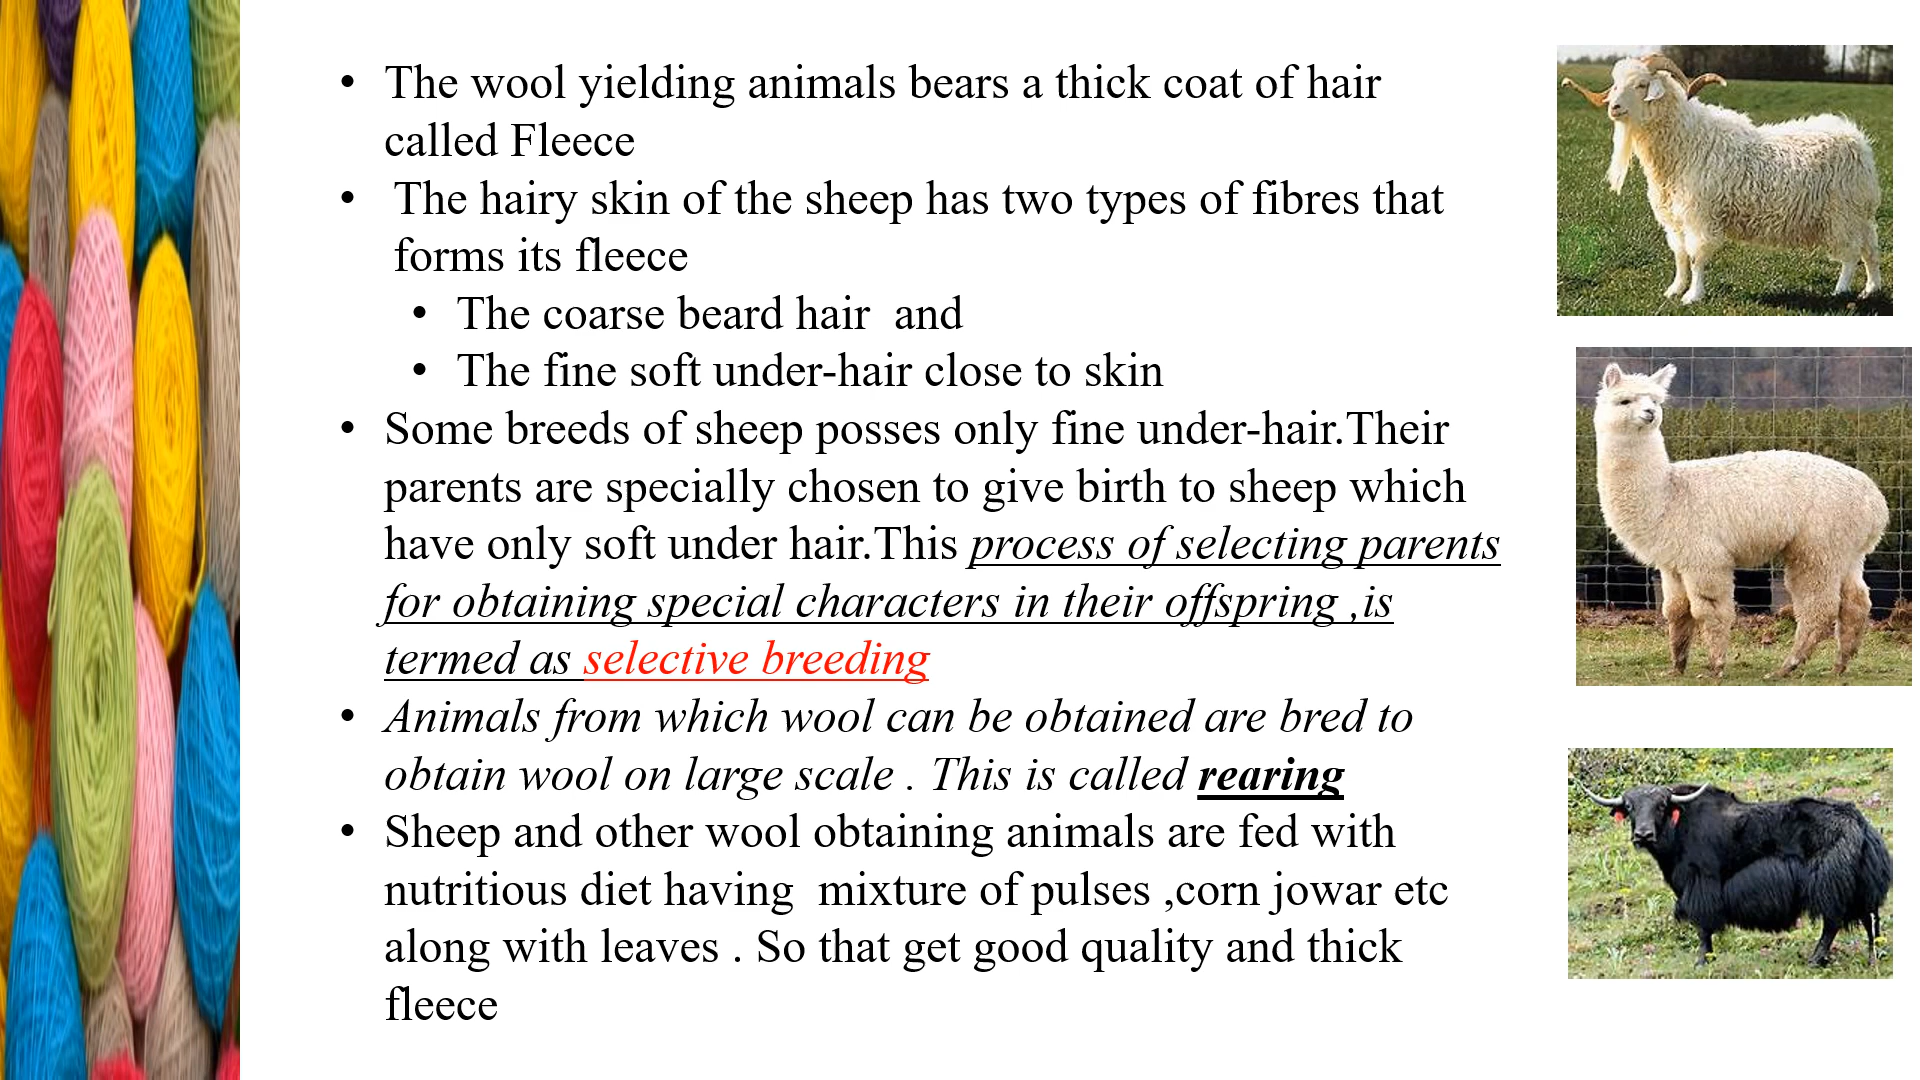 • The wool yielding animals bears a thick coat of hair
called Fleece
• The hairy skin of the sheep has two types of fibres that
forms its fleece
• The coarse beard hair  and
• The fine soft under-hair close to skin
• Some breeds of sheep posses only fine under-hair.Their
parents are specially chosen to give birth to sheep which
have only soft under hair.This process of selecting parents
for obtaining special characters in their offspring ,is
termed as selective breeding
• Animals from which wool can be obtained are bred to
obtain wool on large scale . This is called rearing
• Sheep and other wool obtaining animals are fed with
nutritious diet having  mixture of pulses ,corn jowar etc
along with leaves . So that get good quality and thick
fleece